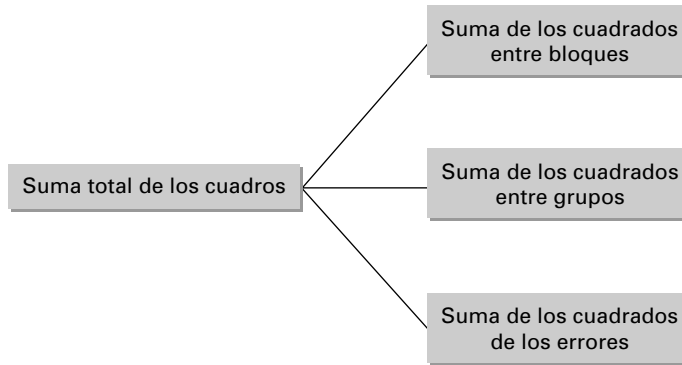 Suma de los cuadrados
entre bloques
Suma total de los cuadros
Suma de los cuadrados
entre grupos
Suma de los cuadrados
de los errores